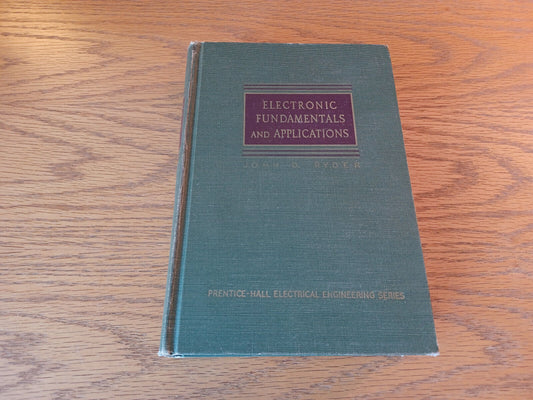 ELECTRONIC
FUNDAMENTALS
AND APPLICATIONS
JOHN D. RYDER
PRENTICE-HALL ELECTRICAL ENGINEERING SERIES